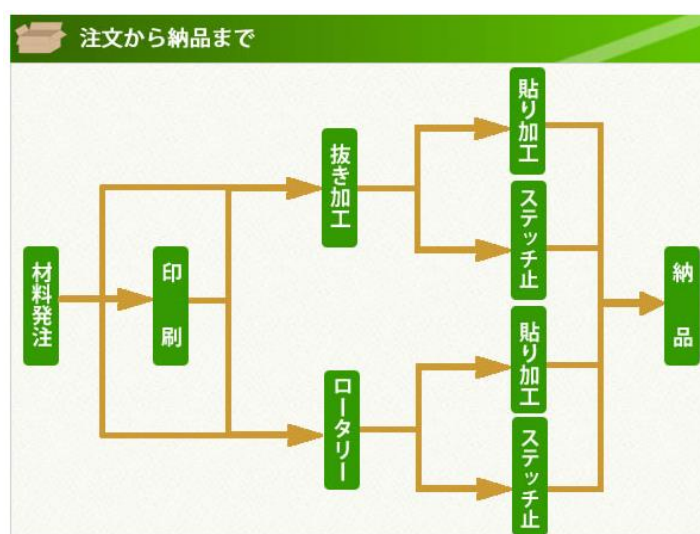 注文から納品まで
材料発注
印刷
抜き加工
貼り加工
ステッチ止
ロータリー
貼り加工
ステッチ止
納品